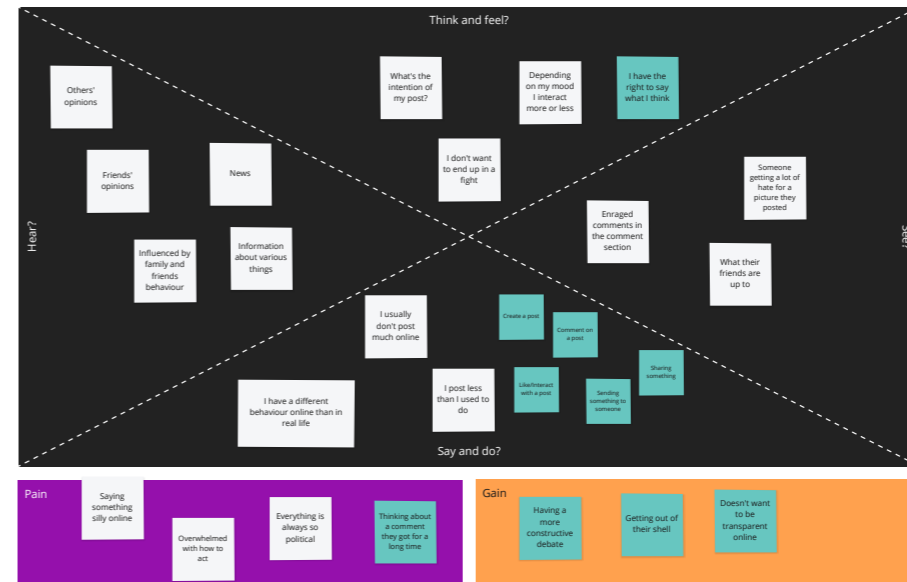 Think and feel?
Others'
opinions
Friends'
opinions
News
Influenced by
family and
friends
behaviour
Information
about various
things
Hear?
What's the
intention of
my post?
Depending
on my mood
I interact
more or less
I have the
right to say
what I think
I don't want
to end up in a
fight
Someone
getting a lot of
hate for a
picture they
posted
Enraged
comments in
the comment
section
What their
friends are
up to
See?
I usually
don't post
much online
Create a post
Comment on
a post
Sharing
something
Like/Interact
with a post
Sending
something to
someone
I post less
than I used to
do
I have a different
behaviour online than in
real life
Say and do?
Pain
Saying
something
silly online
Overwhelmed
with how to
act
Everything is
always so
political
Thinking about
a comment
they got for a
long time
Gain
Having a
more
constructive
debate
Getting out of
their shell
Doesn't want
to be
transparent
online